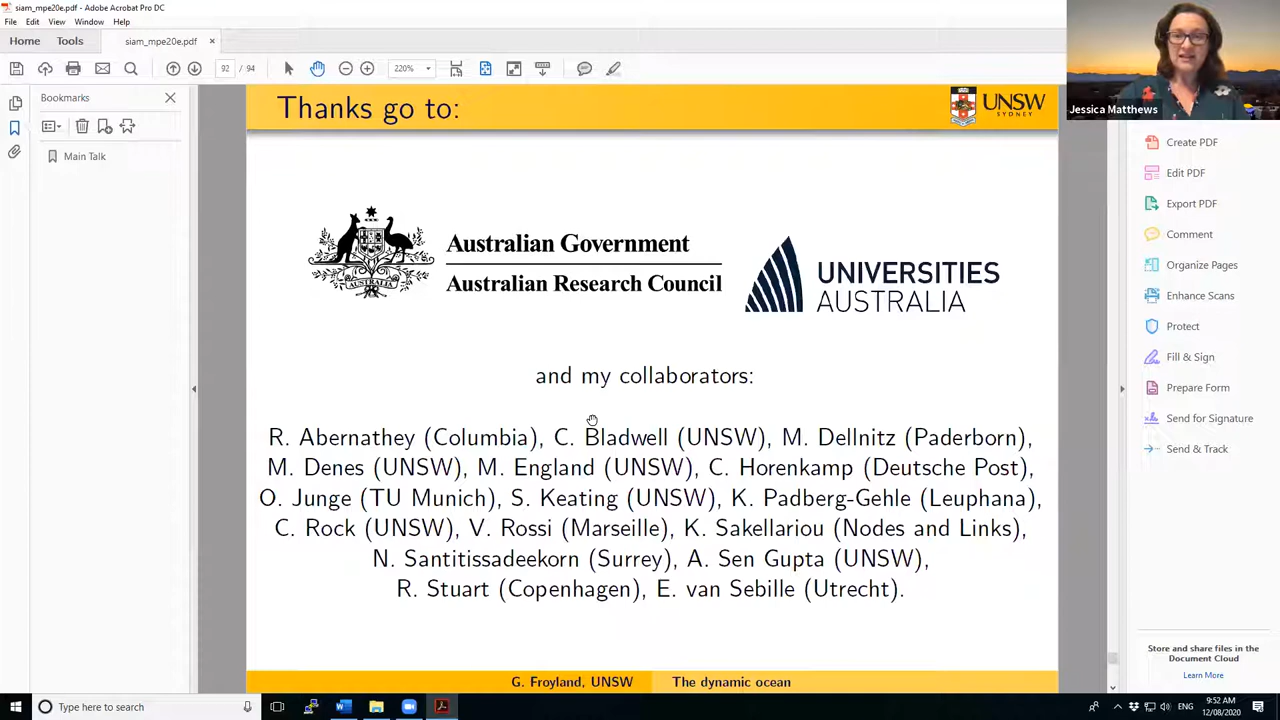 siam_mpe20e.pdf - Adobe Acrobat Pro DC
File Edit View Window Help
Home Tools siam_mpe20e.pdf ×
92 / 94 220%
Bookmarks
Main Talk
Thanks go to:
UNSW
SYDNEY
AUSTRALIA
Australian Government
Australian Research Council
UNIVERSITIES
AUSTRALIA
and my collaborators:
R. Abernathey (Columbia), C. Bladwell (UNSW), M. Dellnitz (Paderborn),
M. Denes (UNSW), M. England (UNSW), C. Horenkamp (Deutsche Post),
O. Junge (TU Munich), S. Keating (UNSW), K. Padberg-Gehle (Leuphana),
C. Rock (UNSW), V. Rossi (Marseille), K. Sakellariou (Nodes and Links),
N. Santitissadeekorn (Surrey), A. Sen Gupta (UNSW),
R. Stuart (Copenhagen), E. van Sebille (Utrecht).
G. Froyland, UNSW The dynamic ocean
Jessica Matthews
Create PDF
Edit PDF
Export PDF
Comment
Organize Pages
Enhance Scans
Protect
Fill & Sign
Prepare Form
Send for Signature
Send & Track
Store and share files in the
Document Cloud
Learn More
Type here to search
ENG
9:52 AM
12/08/2020